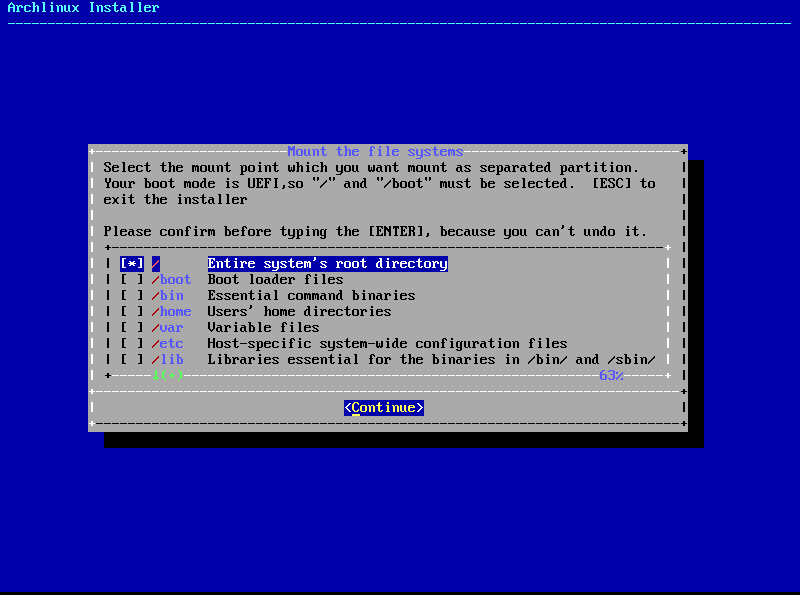 Archlinux Installer
Mount the file systems
Select the mount point which you want mount as separated partition.
Your boot mode is UEFI,so "/" and "/boot" must be selected.  [ESC] to
exit the installer
Please confirm before typing the [ENTER], because you can't undo it.
[*] / Entire system's root directory
[ ] /boot Boot loader files
[ ] /bin Essential command binaries
[ ] /home Users' home directories
[ ] /var Variable files
[ ] /etc Host-specific system-wide configuration files
[ ] /lib Libraries essential for the binaries in /bin/ and /sbin/
↓(+) 63%
<Continue>